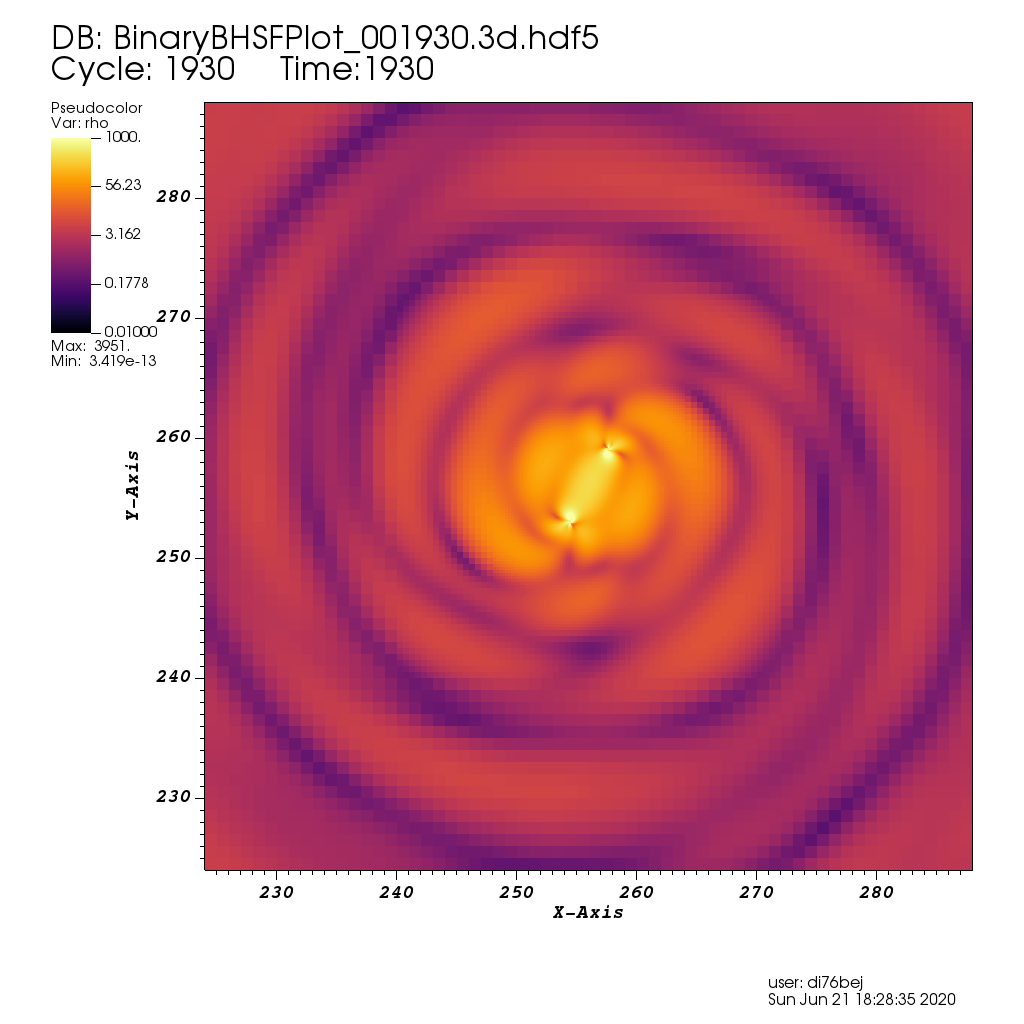 DB: BinaryBHSFPlot_001930.3d.hdf5
Cycle: 1930 Time:1930
Pseudocolor
Var: rho
1000.
56.23
3.162
0.1778
0.01000
Max: 3951.
Min: 3.419e-13
280
270
260
250
240
230
Y-Axis
230 240 250 260 270 280
X-Axis
user: di76bej
Sun Jun 21 18:28:35 2020